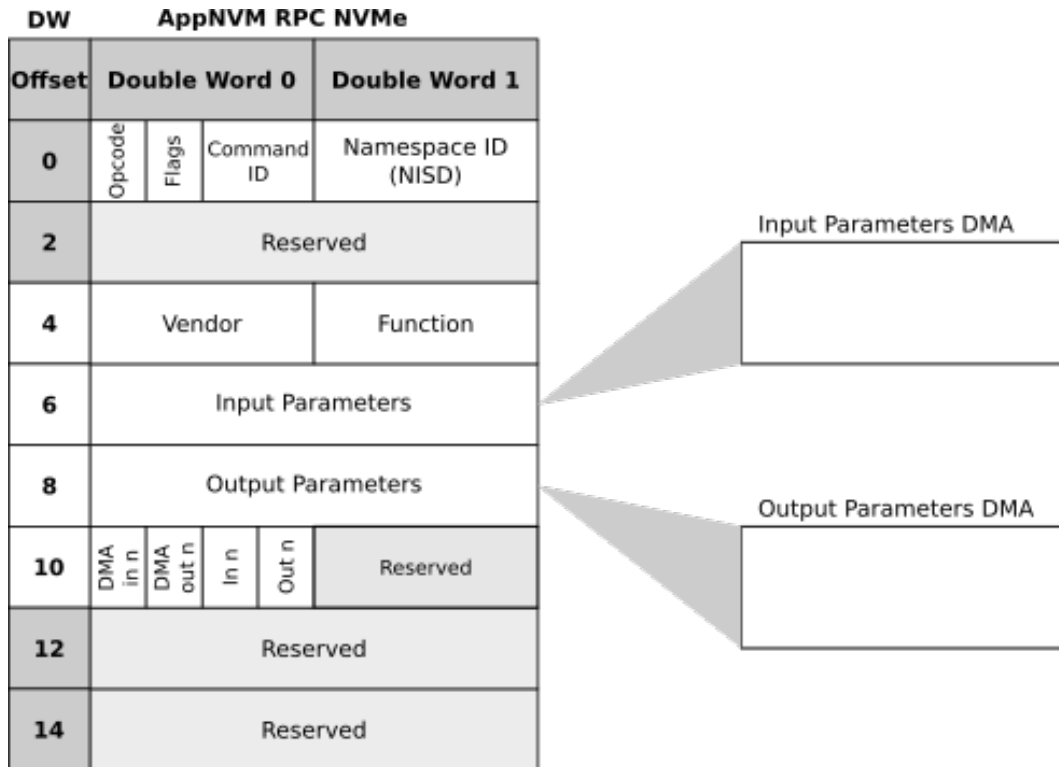 DW AppNVM RPC NVMe
Offset Double Word 0 Double Word 1
0 Opcode Flags Command ID Namespace ID (NISD)
2 Reserved
4 Vendor Function
6 Input Parameters
8 Output Parameters
10 DMA in n DMA out n In n Out n Reserved
12 Reserved
14 Reserved
Input Parameters DMA
Output Parameters DMA